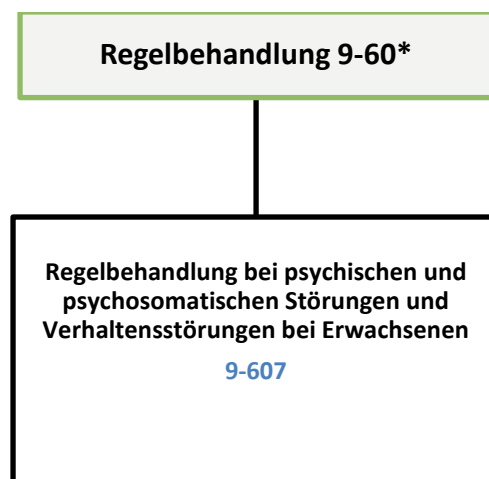 Regelbehandlung 9-60*
Regelbehandlung bei psychischen und
psychosomatischen Störungen und
Verhaltensstörungen bei Erwachsenen
9-607